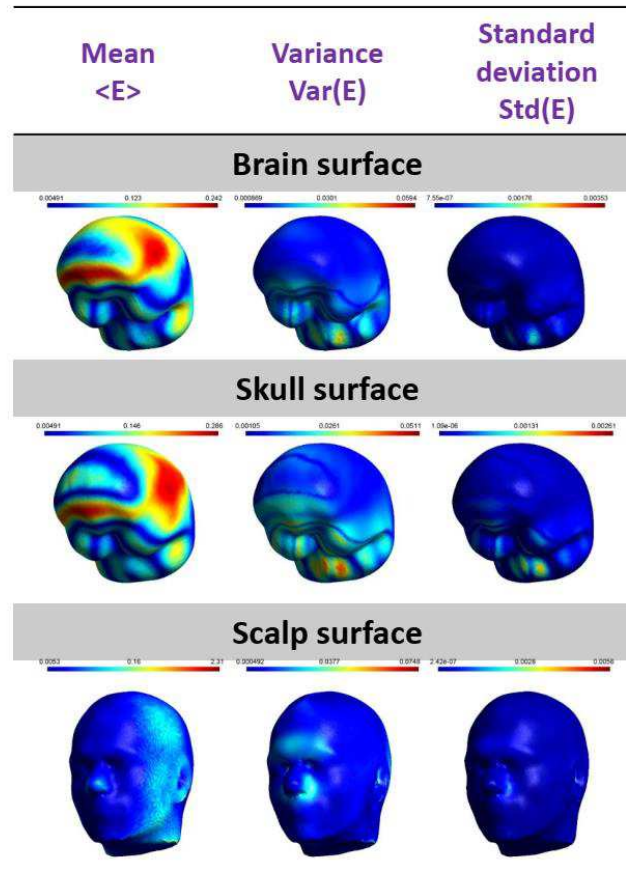 Mean
<E>
Variance
Var(E)
Standard
deviation
Std(E)
Brain surface
0.00491 0.123 0.242
0.000869 0.0301 0.0594
7.55e-07 0.00176 0.00353
Skull surface
0.00491 0.146 0.286
0.00105 0.0261 0.0511
1.09e-06 0.00131 0.00261
Scalp surface
0.0053 0.16 2.31
0.000492 0.0377 0.0748
2.42e-07 0.0028 0.0056